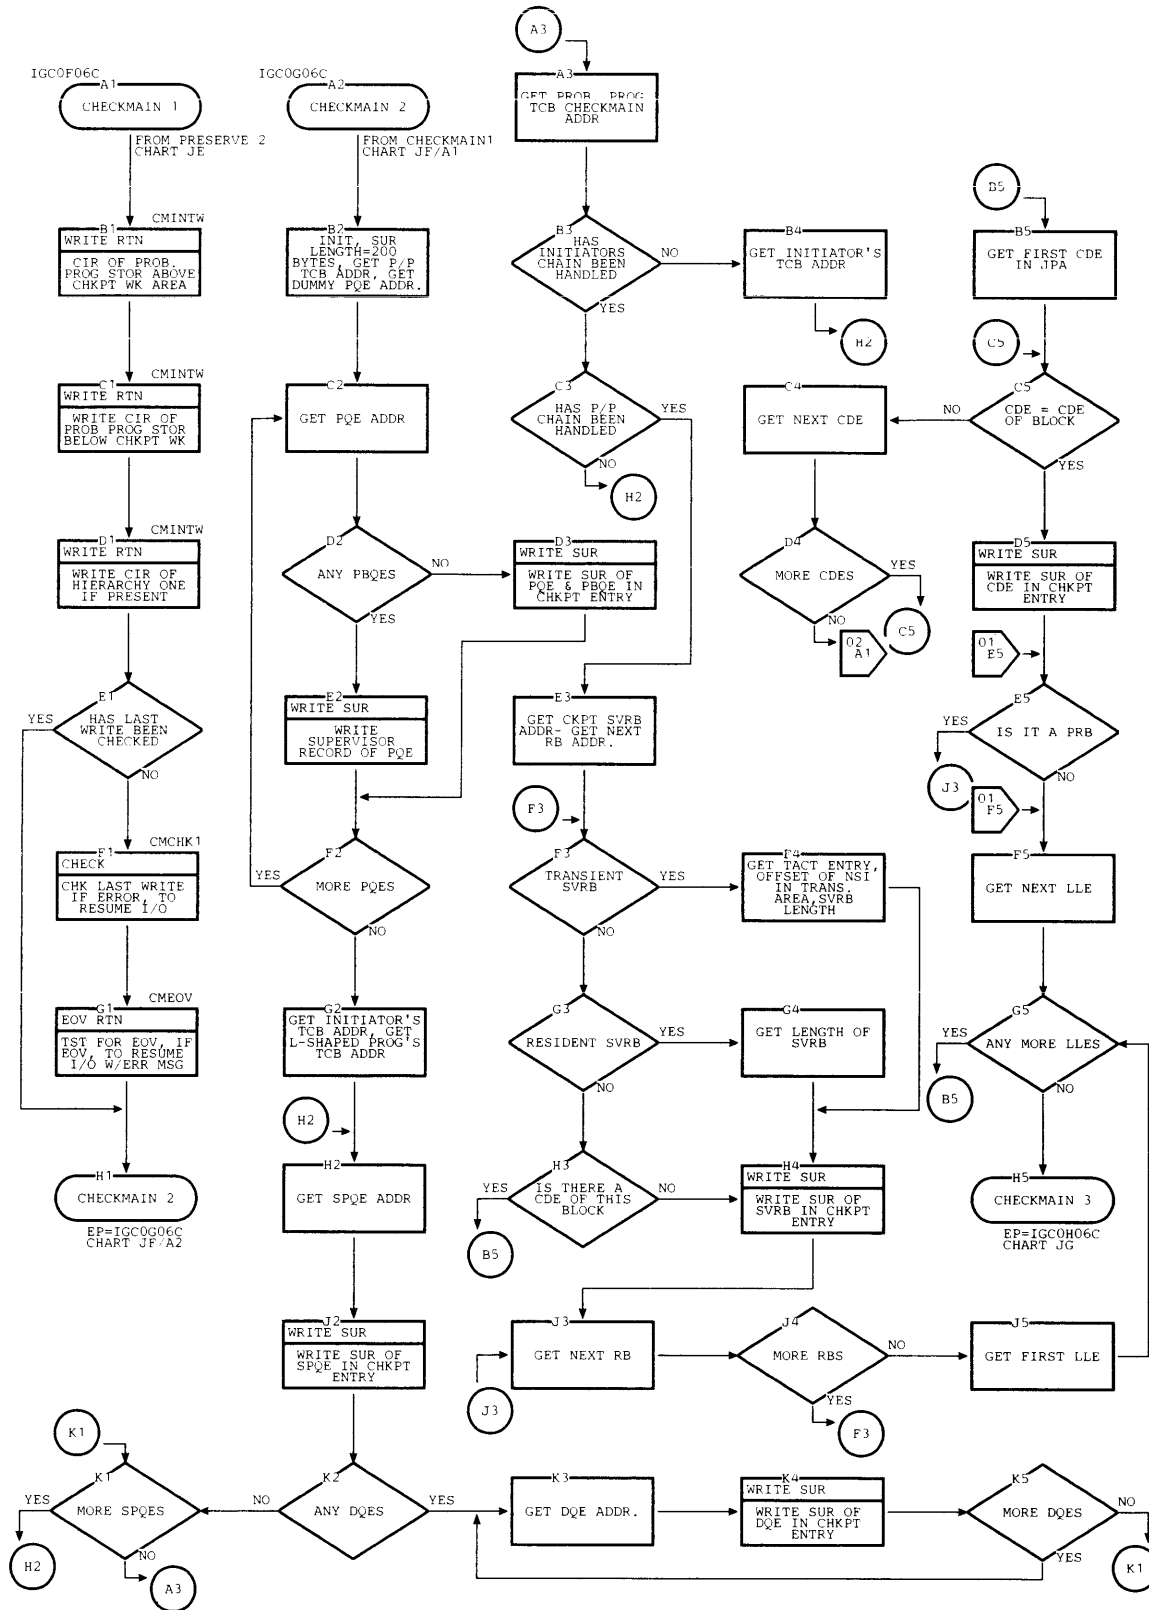 IGC0F06C
A1
CHECKMAIN 1
FROM PRESERVE 2
CHART JE
CMINTW
B1
WRITE RTN
CIR OF PROB.
PROG STOR ABOVE
CHKPT WK AREA
CMINTW
C1
WRITE RTN
WRITE CIR OF
PROB PROG STOR
BELOW CHKPT WK
CMINTW
D1
WRITE RTN
WRITE CIR OF
HIERARCHY ONE
IF PRESENT
E1
HAS LAST
WRITE BEEN
CHECKED
YES
NO
CMCHK1
F1
CHECK
CHK LAST WRITE
IF ERROR, TO
RESUME I/O
CMEOV
G1
EOV RTN
TST FOR EOV, IF
EOV, TO RESUME
I/O W/ERR MSG
H1
CHECKMAIN 2
EP=IGC0G06C
CHART JF/A2
IGC0G06C
A2
CHECKMAIN 2
FROM CHECKMAIN1
CHART JF/A1
B2
INIT, SUR
LENGTH=200
BYTES, GET P/P
TCB ADDR, GET
DUMMY PQE ADDR.
C2
GET PQE ADDR
D2
ANY PBQES
NO
YES
E2
WRITE SUR
WRITE
SUPERVISOR
RECORD OF PQE
F2
MORE PQES
YES
NO
G2
GET INITIATOR'S
TCB ADDR, GET
L-SHAPED PROG'S
TCB ADDR
H2
H2
GET SPQE ADDR
J2
WRITE SUR
WRITE SUR OF
SPQE IN CHKPT
ENTRY
K1
K1
MORE SPQES
YES
H2
NO
A3
K2
ANY DQES
NO
YES
A3
A3
GET PROB. PROG
TCB CHECKMAIN
ADDR
B3
HAS
INITIATORS
CHAIN BEEN
HANDLED
NO
YES
C3
HAS P/P
CHAIN BEEN
HANDLED
YES
NO
H2
D3
WRITE SUR
WRITE SUR OF
PQE & PBQE IN
CHKPT ENTRY
E3
GET CKPT SVRB
ADDR- GET NEXT
RB ADDR.
F3
F3
TRANSIENT
SVRB
YES
NO
G3
RESIDENT SVRB
YES
NO
H3
IS THERE A
CDE OF THIS
BLOCK
YES
NO
B5
J3
GET NEXT RB
J3
K3
GET DQE ADDR.
B4
GET INITIATOR'S
TCB ADDR
H2
C4
GET NEXT CDE
D4
MORE CDES
YES
C5
NO
02
A1
F4
GET TACT ENTRY,
OFFSET OF NSI
IN TRANS.
AREA,SVRB
LENGTH
G4
GET LENGTH OF
SVRB
H4
WRITE SUR
WRITE SUR OF
SVRB IN CHKPT
ENTRY
J4
MORE RBS
NO
YES
F3
K4
WRITE SUR
WRITE SUR OF
DQE IN CHKPT
ENTRY
B5
B5
GET FIRST CDE
IN JPA
C5
C5
CDE = CDE
OF BLOCK
NO
YES
D5
WRITE SUR
WRITE SUR OF
CDE IN CHKPT
ENTRY
01
E5
E5
IS IT A PRB
YES
J3
NO
01
F5
F5
GET NEXT LLE
G5
ANY MORE LLES
YES
B5
NO
H5
CHECKMAIN 3
EP=IGC0H06C
CHART JG
J5
GET FIRST LLE
K5
MORE DQES
NO
YES
K1